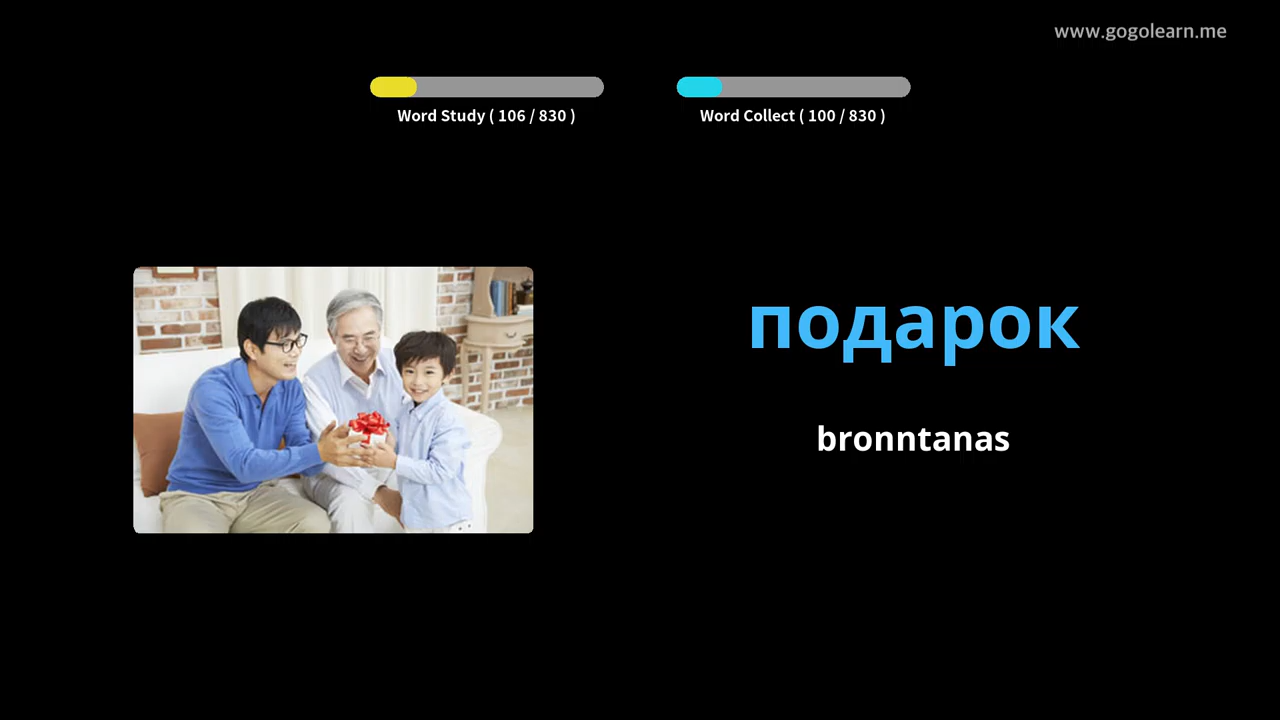 www.gogolearn.me
Word Study ( 106 / 830 )
Word Collect ( 100 / 830 )
подарок
bronntanas